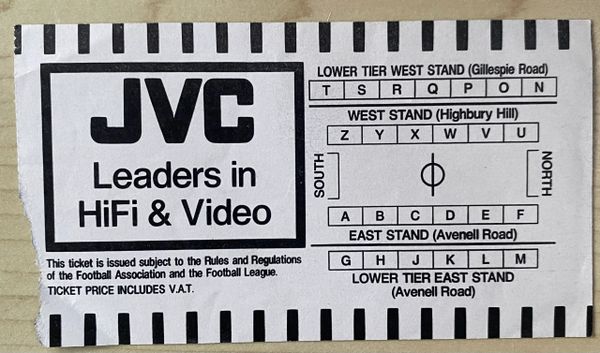 JVC
Leaders in
HiFi & Video
This ticket is issued subject to the Rules and Regulations
of the Football Association and the Football League.
TICKET PRICE INCLUDES V.A.T.
LOWER TIER WEST STAND (Gillespie Road)
T S R Q P O N
WEST STAND (Highbury Hill)
Z Y X W V U
SOUTH
NORTH
A B C D E F
EAST STAND (Avenell Road)
G H J K L M
LOWER TIER EAST STAND
(Avenell Road)